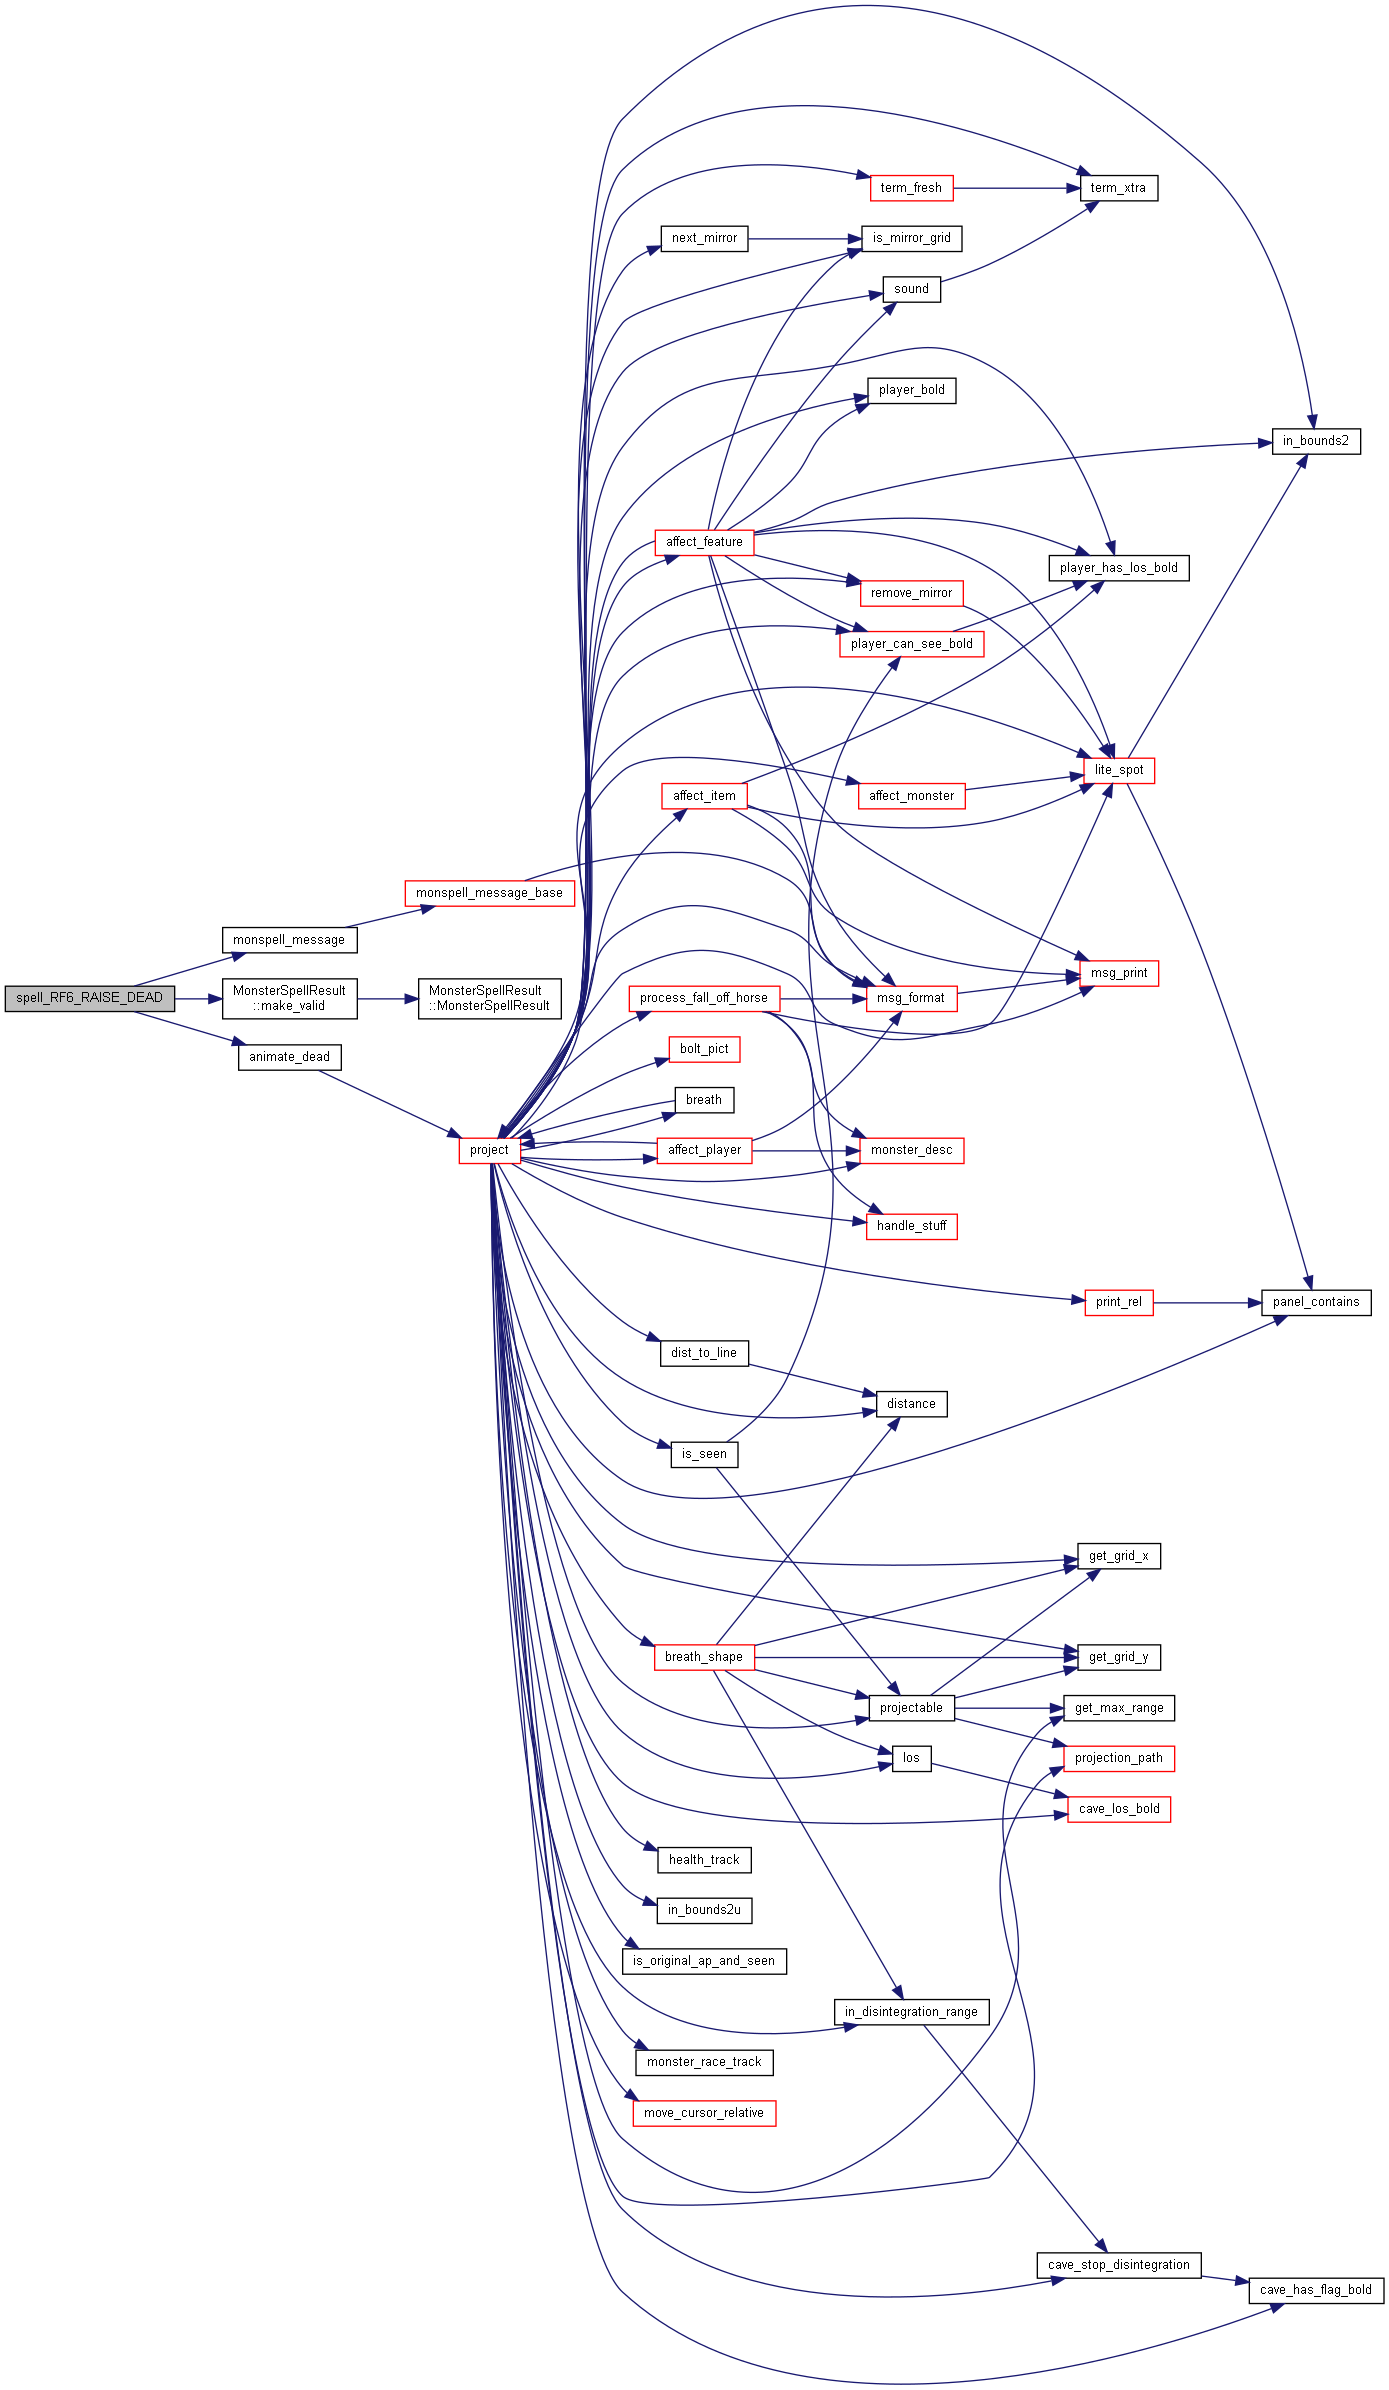 term_fresh
term_xtra
next_mirror
is_mirror_grid
sound
player_bold
in_bounds2
affect_feature
player_has_los_bold
remove_mirror
player_can_see_bold
lite_spot
affect_item
affect_monster
monspell_message_base
monspell_message
msg_print
spell_RF6_RAISE_DEAD
MonsterSpellResult
::make_valid
MonsterSpellResult
::MonsterSpellResult
process_fall_off_horse
msg_format
animate_dead
bolt_pict
breath
project
affect_player
monster_desc
handle_stuff
print_rel
panel_contains
dist_to_line
distance
is_seen
get_grid_x
breath_shape
get_grid_y
projectable
get_max_range
los
projection_path
cave_los_bold
health_track
in_bounds2u
is_original_ap_and_seen
in_disintegration_range
monster_race_track
move_cursor_relative
cave_stop_disintegration
cave_has_flag_bold